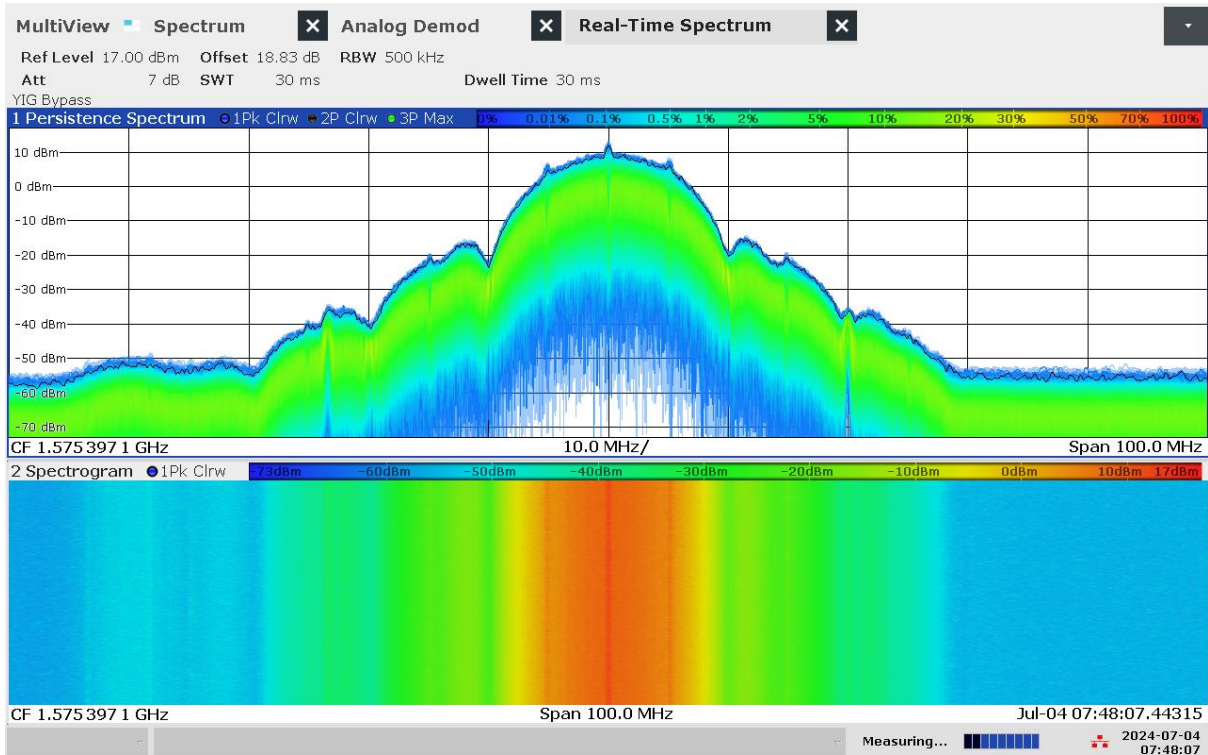 MultiView Spectrum X Analog Demod X Real-Time Spectrum X
Ref Level 17.00 dBm Offset 18.83 dB RBW 500 kHz
Att 7 dB SWT 30 ms Dwell Time 30 ms
YIG Bypass
1 Persistence Spectrum 1Pk Clrw 2P Clrw 3P Max 0% 0.01% 0.1% 0.5% 1% 2% 5% 10% 20% 30% 50% 70% 100%
10 dBm
0 dBm
-10 dBm
-20 dBm
-30 dBm
-40 dBm
-50 dBm
-60 dBm
-70 dBm
CF 1.575 397 1 GHz 10.0 MHz/ Span 100.0 MHz
2 Spectrogram 1Pk Clrw -73dBm -60dBm -50dBm -40dBm -30dBm -20dBm -10dBm 0dBm 10dBm 17dBm
CF 1.575 397 1 GHz Span 100.0 MHz Jul-04 07:48:07.44315
Measuring... 2024-07-04
07:48:07